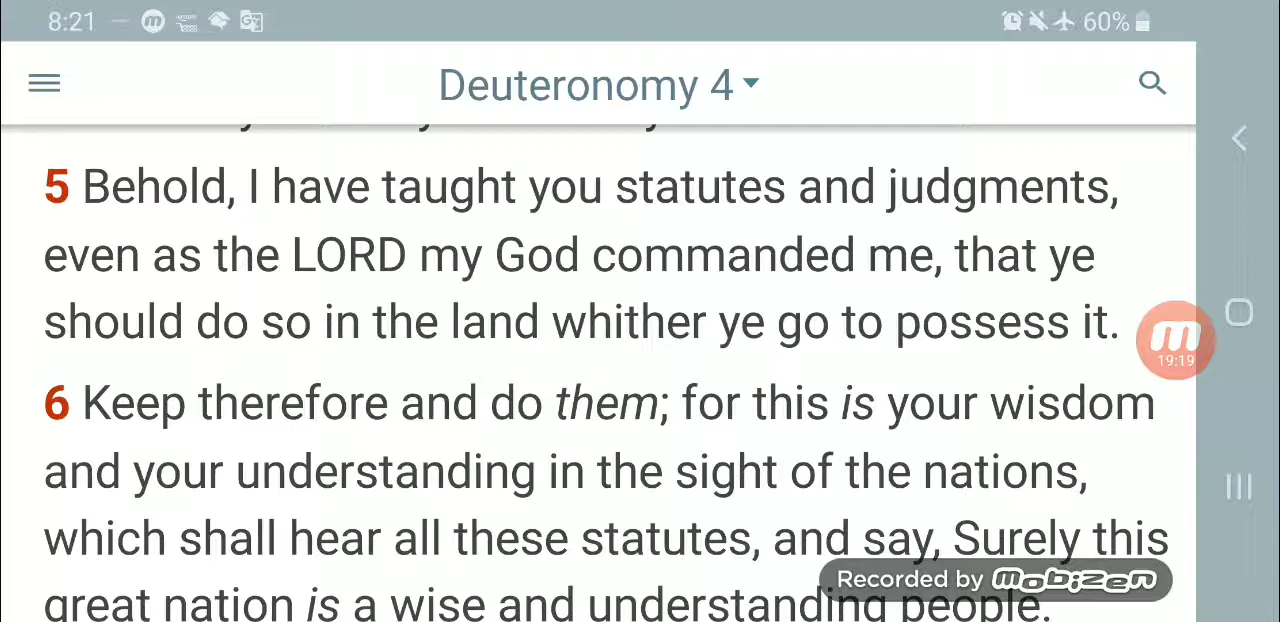 8:21
60%
Deuteronomy 4
5 Behold, I have taught you statutes and judgments,
even as the LORD my God commanded me, that ye
should do so in the land whither ye go to possess it.
19:19
6 Keep therefore and do them; for this is your wisdom
and your understanding in the sight of the nations,
which shall hear all these statutes, and say, Surely this
Recorded by mobizen
great nation is a wise and understanding people.